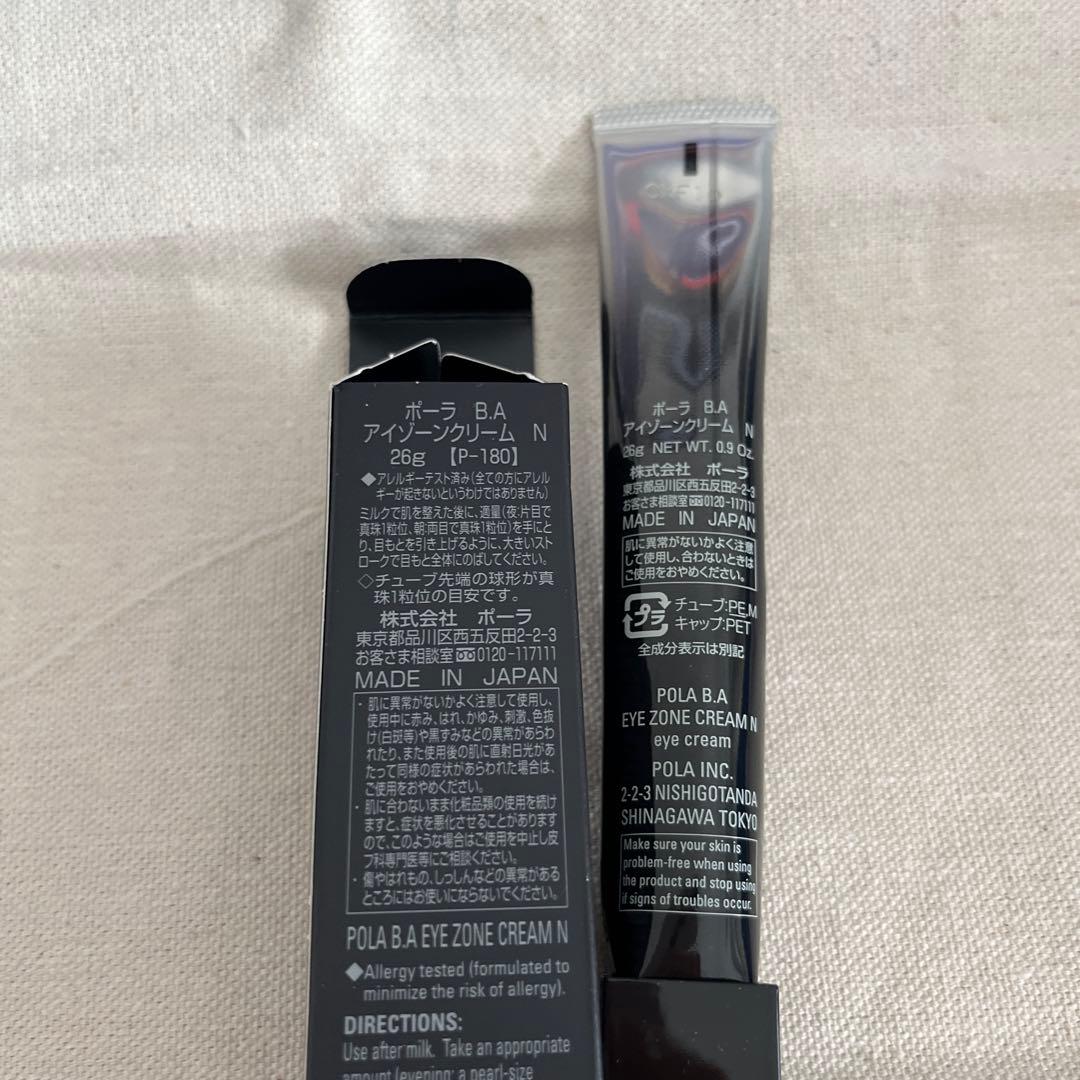 ポーラ B.A
アイゾーンクリーム N
26g 【P-180】
◆アレルギーテスト済み(全ての方にアレル
ギーが起きないというわけではありません)
ミルクで肌を整えた後に、適量(夜:片目で
真珠1粒位、朝:両目で真珠1粒位)を手にと
り、目もとを引き上げるように、大きいスト
ロークで目もと全体にのばしてください。
◇チューブ先端の球形が真
珠1粒位の目安です。
株式会社 ポーラ
東京都品川区西五反田2-2-3
お客さま相談室 0120-117111
MADE IN JAPAN
・肌に異常がないかよく注意して使用し、
使用中に赤み、はれ、かゆみ、刺激、色抜
け(白斑等)や黒ずみなどの異常があらわ
れたり、また使用後の肌に直射日光があ
たって同様の症状があらわれた場合は、
ご使用をおやめください。
・肌に合わないまま化粧品類の使用を続け
ますと、症状を悪化させることがあります
ので、このような場合はご使用を中止し皮
フ科専門医等にご相談ください。
・傷やはれもの、しっしんなどの異常がある
ところにはお使いにならないでください。
POLA B.A EYE ZONE CREAM N
◆Allergy tested (formulated to
minimize the risk of allergy).
DIRECTIONS:
Use after milk. Take an appropriate
amount (evening: a pearl-size
ポーラ B.A
アイゾーンクリーム N
26g NET WT. 0.9 Oz.
株式会社 ポーラ
東京都品川区西五反田2-2-3
お客さま相談室 0120-117111
MADE IN JAPAN
肌に異常がないかよく注意
して使用し、合わないときは
ご使用をおやめください。
プラ チューブ:PE,M
キャップ:PET
全成分表示は別記
POLA B.A
EYE ZONE CREAM N
eye cream
POLA INC.
2-2-3 NISHIGOTANDA
SHINAGAWA TOKYO
Make sure your skin is
problem-free when using
the product and stop using
if signs of troubles occur.